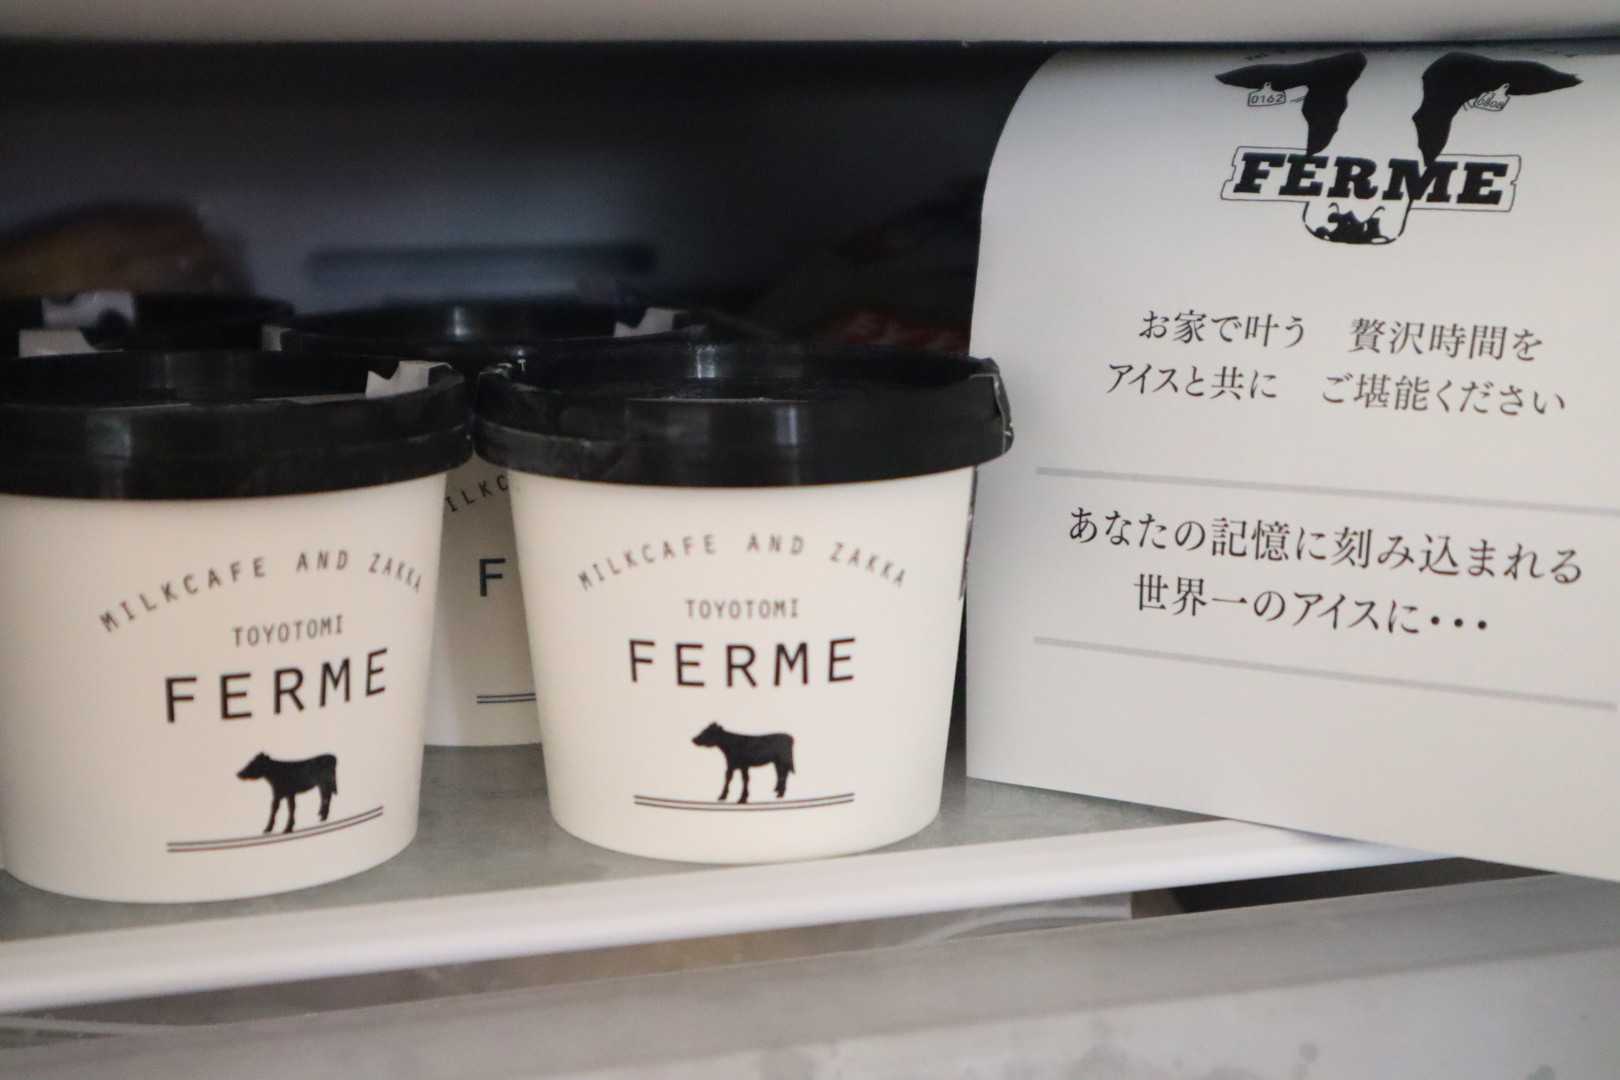 MILKCAFE AND ZAKKA
TOYOTOMI
FERME
MILKC
F
MILKCAFE AND ZAKKA
TOYOTOMI
FERME
0162
FERME
お家で叶う　贅沢時間を
アイスと共に　ご堪能ください
あなたの記憶に刻み込まれる
世界一のアイスに・・・